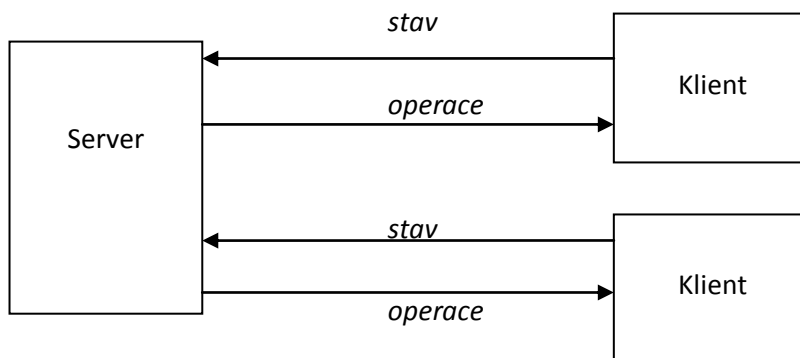 stav
Klient
operace
Server
stav
Klient
operace